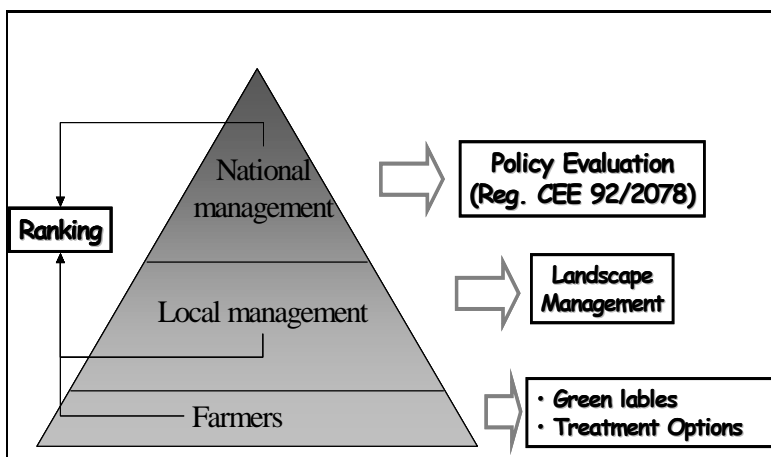 National
management
Policy Evaluation
(Reg. CEE 92/2078)
Ranking
Local management
Landscape
Management
Farmers
• Green lables
• Treatment Options